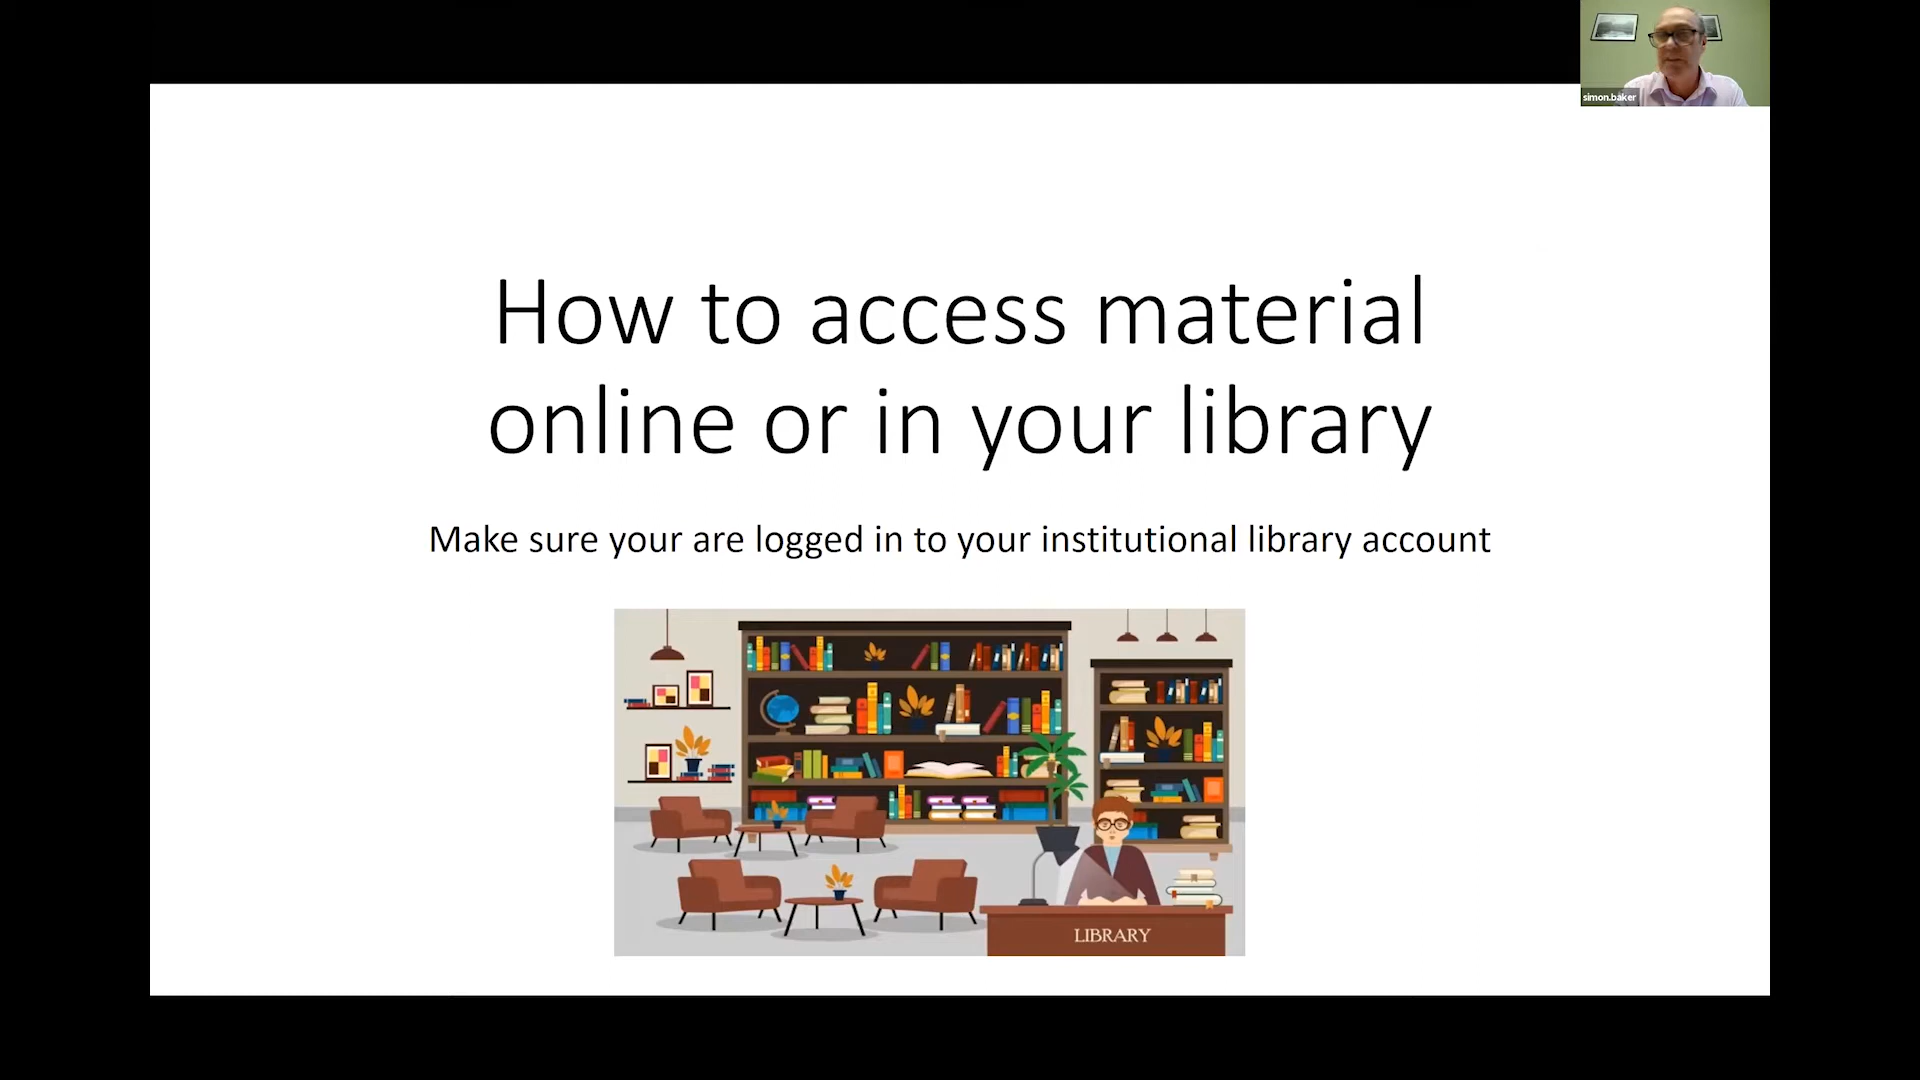 simon.baker
How to access material
online or in your library
Make sure your are logged in to your institutional library account
LIBRARY